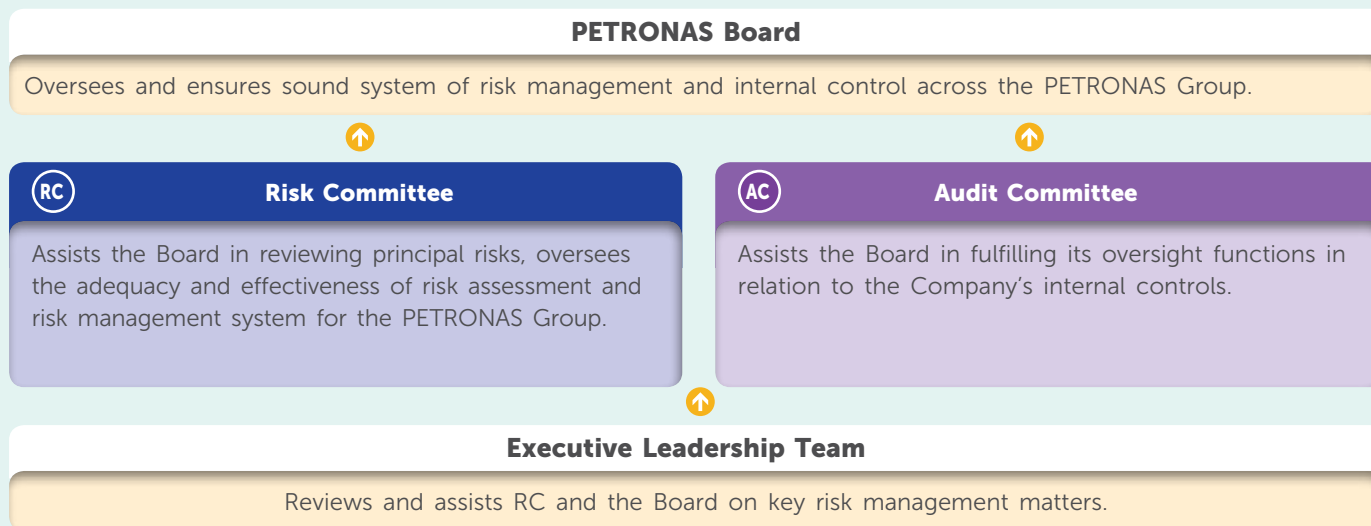 PETRONAS Board
Oversees and ensures sound system of risk management and internal control across the PETRONAS Group.
RC
Risk Committee
Assists the Board in reviewing principal risks, oversees
the adequacy and effectiveness of risk assessment and
risk management system for the PETRONAS Group.
AC
Audit Committee
Assists the Board in fulfilling its oversight functions in
relation to the Company’s internal controls.
Executive Leadership Team
Reviews and assists RC and the Board on key risk management matters.